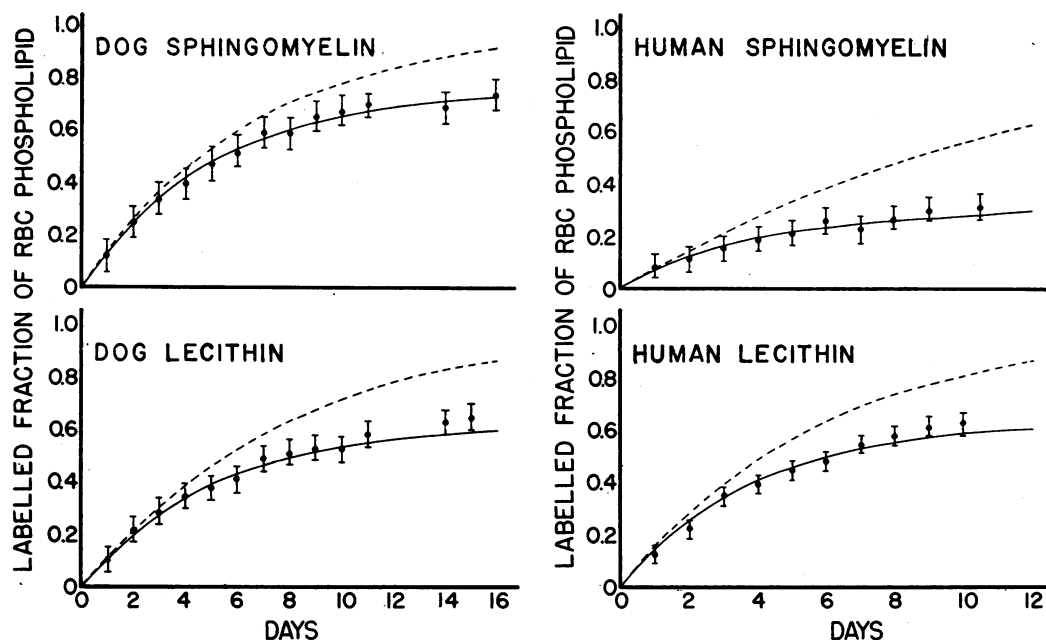 LABELLED FRACTION OF RBC PHOSPHOLIPID
DOG SPHINGOMYELIN
1.0
0.8
0.6
0.4
0.2
0
LABELLED FRACTION OF RBC PHOSPHOLIPID
HUMAN SPHINGOMYELIN
1.0
0.8
0.6
0.4
0.2
0
DOG LECITHIN
1.0
0.8
0.6
0.4
0.2
0
0 2 4 6 8 10 12 14 16
DAYS
HUMAN LECITHIN
1.0
0.8
0.6
0.4
0.2
0
0 2 4 6 8 10 12
DAYS